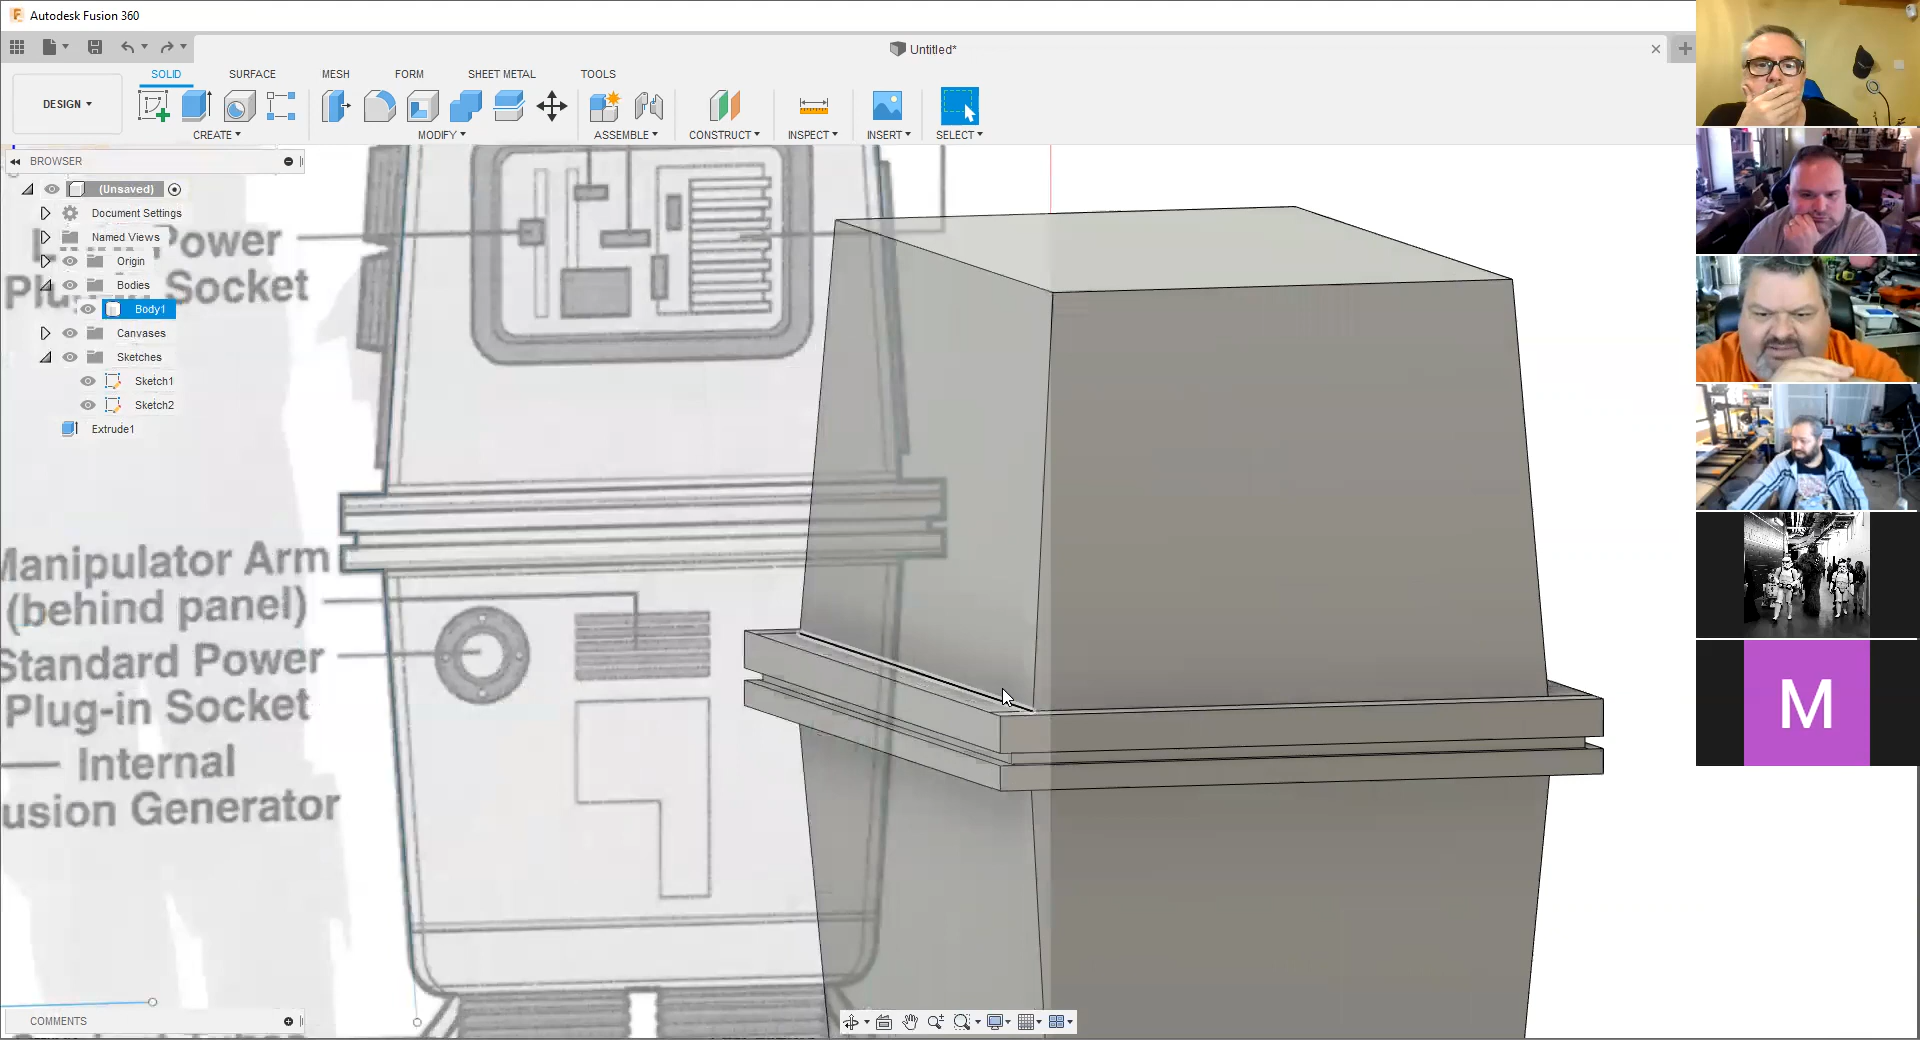 Autodesk Fusion 360
Untitled*
SOLID
SURFACE
MESH
FORM
SHEET METAL
TOOLS
DESIGN
CREATE
MODIFY
ASSEMBLE
CONSTRUCT
INSPECT
INSERT
SELECT
BROWSER
(Unsaved)
Document Settings
Named Views
Origin
Bodies
Body1
Canvases
Sketches
Sketch1
Sketch2
Extrude1
Power
Socket
Manipulator Arm
(behind panel)
Standard Power
Plug-in Socket
Internal
usion Generator
COMMENTS
M